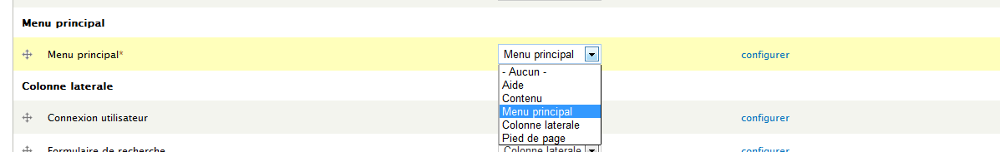 Menu principal
Menu principal* Menu principal configurer
- Aucun -
Aide
Contenu
Menu principal
Colonne laterale
Pied de page
Colonne laterale
Connexion utilisateur configurer
Formulaire de recherche Colonne laterale configurer